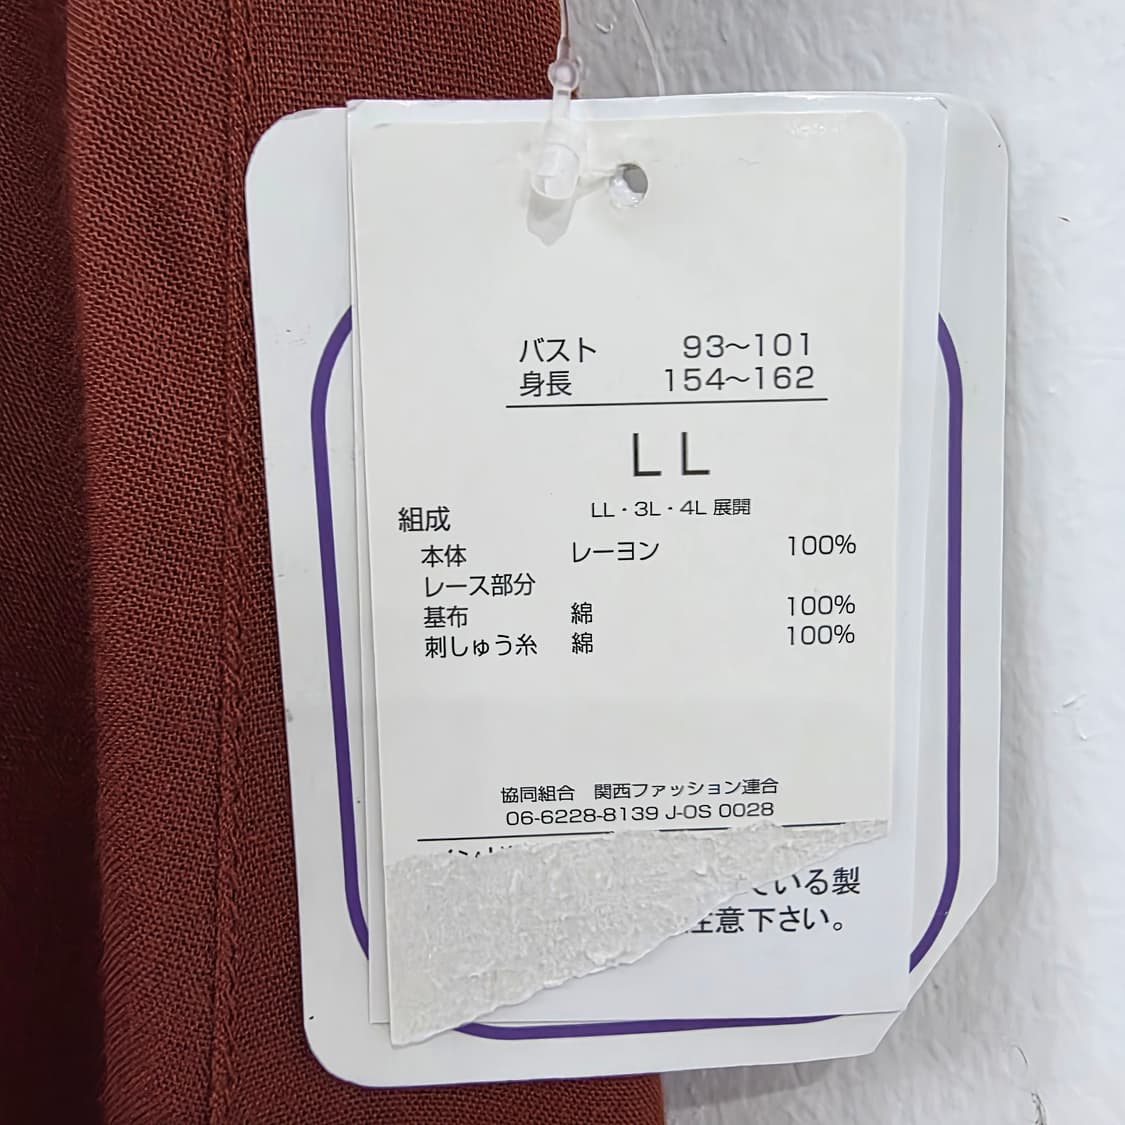 バスト 93〜101
身長 154〜162
LL
LL・3L・4L 展開
組成
本体 レーヨン 100%
レース部分
基布 綿 100%
刺しゅう糸 綿 100%
協同組合 関西ファッション連合
06-6228-8139 J-OS 0028
ている製
注意下さい。